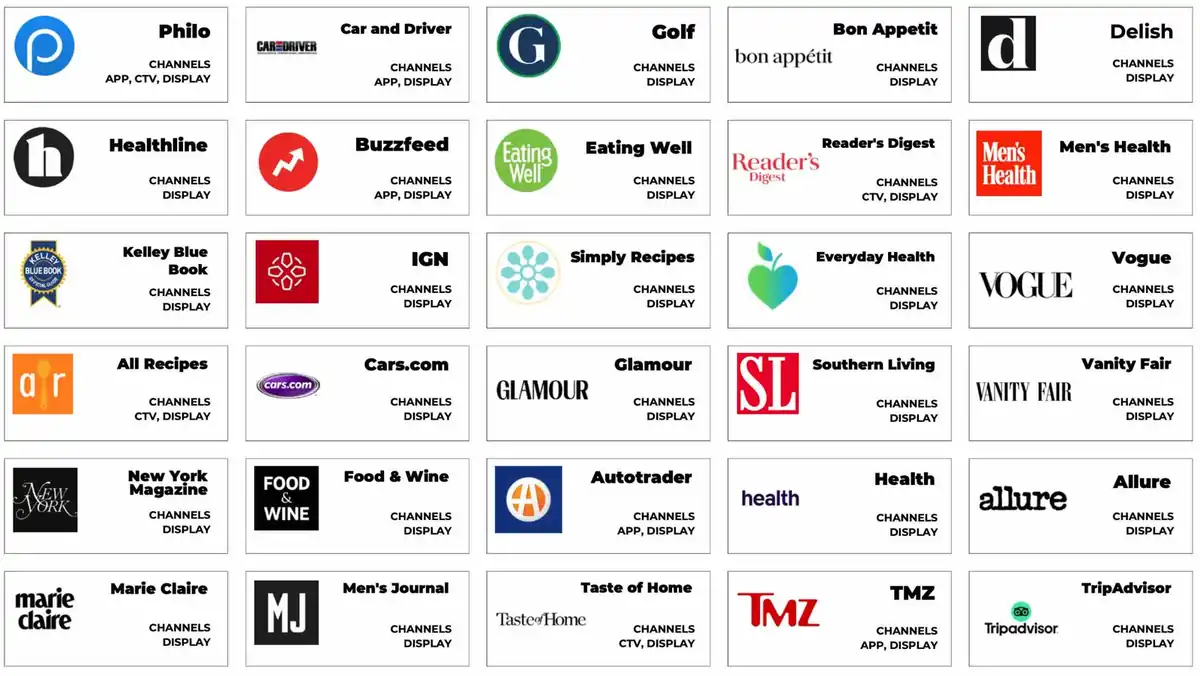 Philo
CHANNELS
APP, CTV, DISPLAY
CAR AND DRIVER
Car and Driver
CHANNELS
APP, DISPLAY
G
Golf
CHANNELS
DISPLAY
bon appétit
Bon Appetit
CHANNELS
DISPLAY
d
Delish
CHANNELS
DISPLAY
h
Healthline
CHANNELS
DISPLAY
Buzzfeed
CHANNELS
APP, DISPLAY
Eating
Well
Eating Well
CHANNELS
DISPLAY
Reader's
Digest
Reader's Digest
CHANNELS
CTV, DISPLAY
Men's
Health
Men's Health
CHANNELS
DISPLAY
KELLEY
BLUE BOOK
Kelley Blue
Book
CHANNELS
DISPLAY
IGN
CHANNELS
DISPLAY
Simply Recipes
CHANNELS
DISPLAY
Everyday Health
CHANNELS
DISPLAY
VOGUE
Vogue
CHANNELS
DISPLAY
a r
All Recipes
CHANNELS
CTV, DISPLAY
cars.com
Cars.com
CHANNELS
DISPLAY
GLAMOUR
Glamour
CHANNELS
DISPLAY
SL
Southern Living
CHANNELS
DISPLAY
VANITY FAIR
Vanity Fair
CHANNELS
DISPLAY
NEW
YORK
New York
Magazine
CHANNELS
DISPLAY
FOOD
&
WINE
Food & Wine
CHANNELS
DISPLAY
A
Autotrader
CHANNELS
APP, DISPLAY
health
Health
CHANNELS
DISPLAY
allure
Allure
CHANNELS
DISPLAY
marie
claire
Marie Claire
CHANNELS
DISPLAY
MJ
Men's Journal
CHANNELS
DISPLAY
Taste of Home
Taste of Home
CHANNELS
CTV, DISPLAY
TMZ
TMZ
CHANNELS
APP, DISPLAY
Tripadvisor
TripAdvisor
CHANNELS
DISPLAY